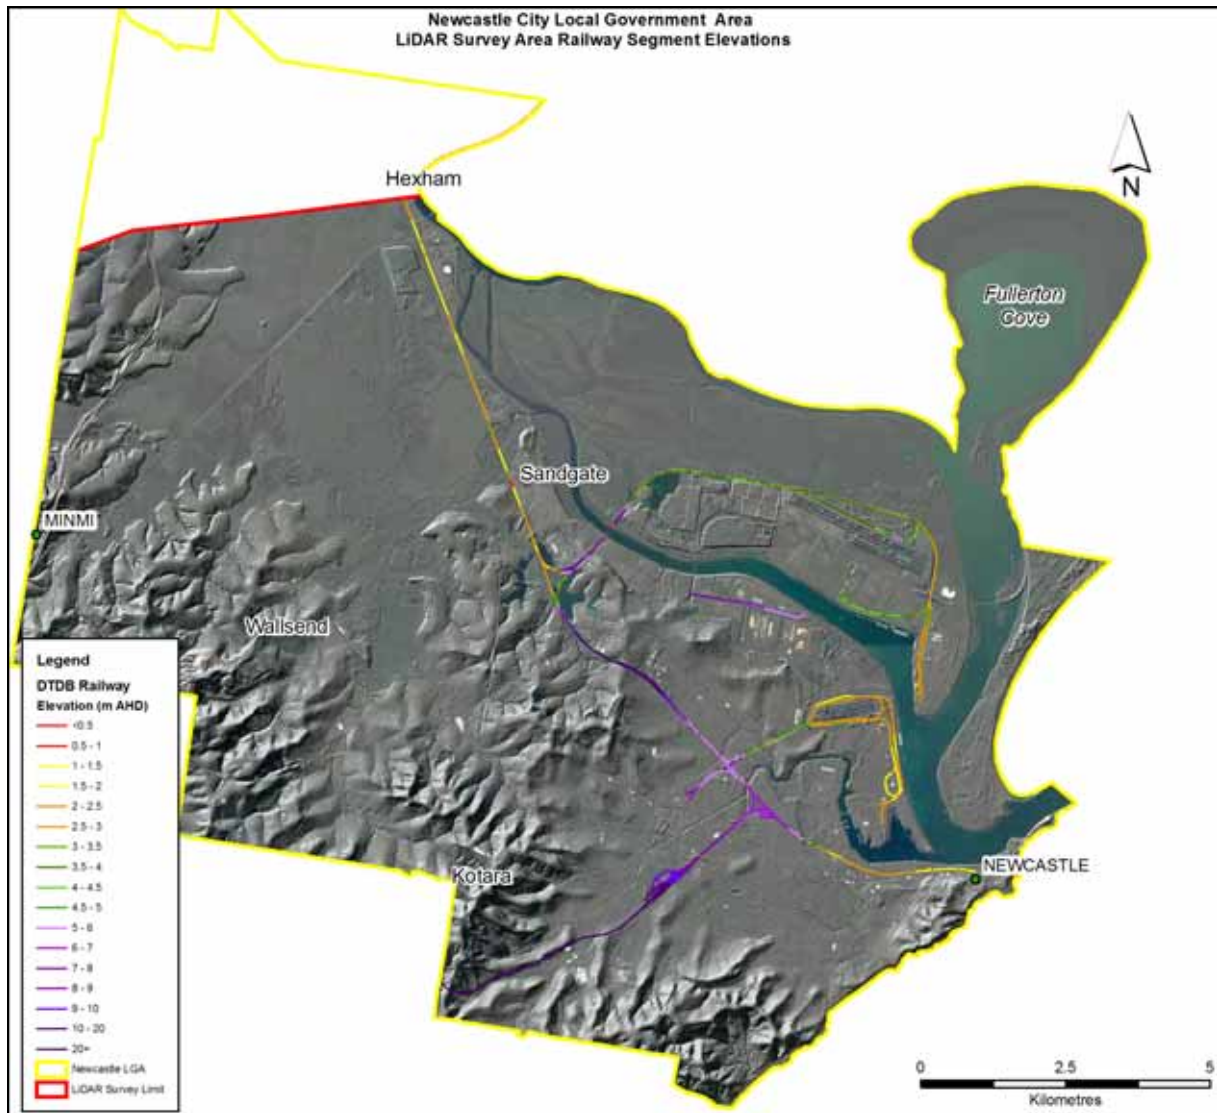 Newcastle City Local Government Area
LiDAR Survey Area Railway Segment Elevations
N
Hexham
Fullerton
Cove
Sandgate
MINMI
Wallsend
Kotara
NEWCASTLE
Legend
DTDB Railway
Elevation (m AHD)
<0.5
0.5 - 1
1 - 1.5
1.5 - 2
2 - 2.5
2.5 - 3
3 - 3.5
3.5 - 4
4 - 4.5
4.5 - 5
5 - 6
6 - 7
7 - 8
8 - 9
9 - 10
10 - 20
20+
Newcastle LGA
LiDAR Survey Limit
0 2.5 5
Kilometres